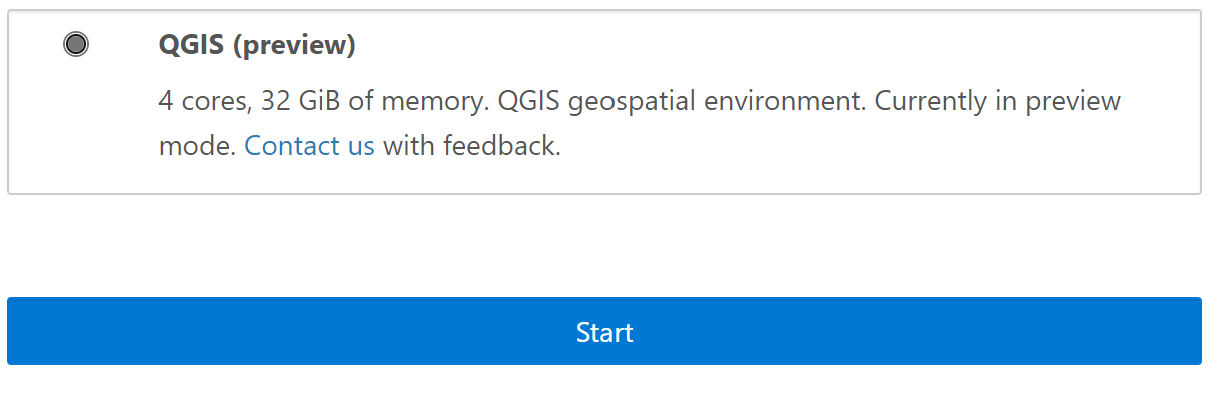 QGIS (preview)
4 cores, 32 GiB of memory. QGIS geospatial environment. Currently in preview
mode. Contact us with feedback.
Start